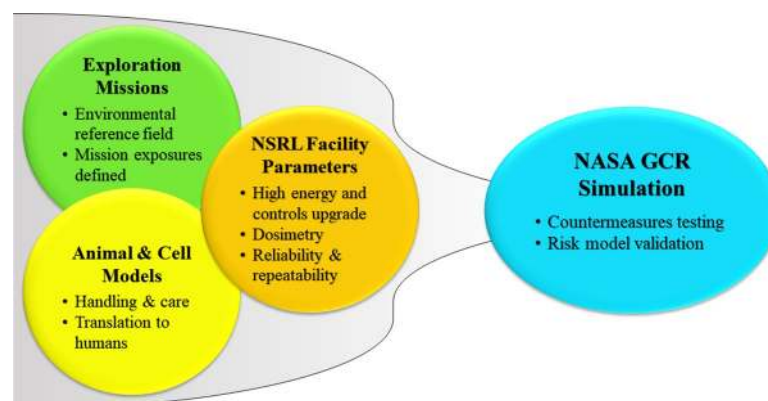 Exploration
Missions
• Environmental
reference field
• Mission exposures
defined
NSRL Facility
Parameters
• High energy and
controls upgrade
• Dosimetry
• Reliability &
repeatability
Animal & Cell
Models
• Handling & care
• Translation to
humans
NASA GCR
Simulation
• Countermeasures testing
• Risk model validation